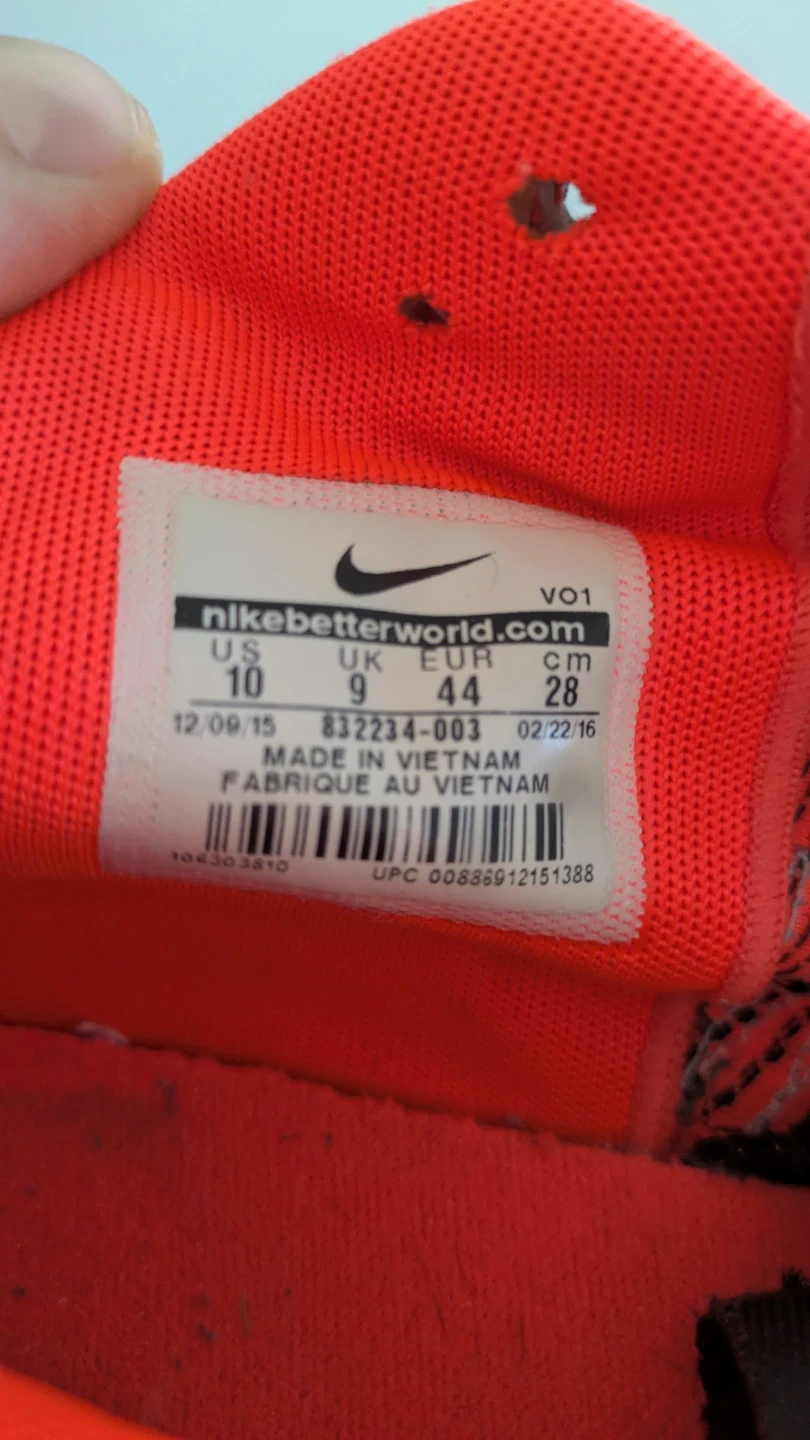 VO1
nikebetterworld.com
US UK EUR cm
10 9 44 28
12/09/15 832234-003 02/22/16
MADE IN VIETNAM
FABRIQUE AU VIETNAM
106303810
UPC 00886912151388